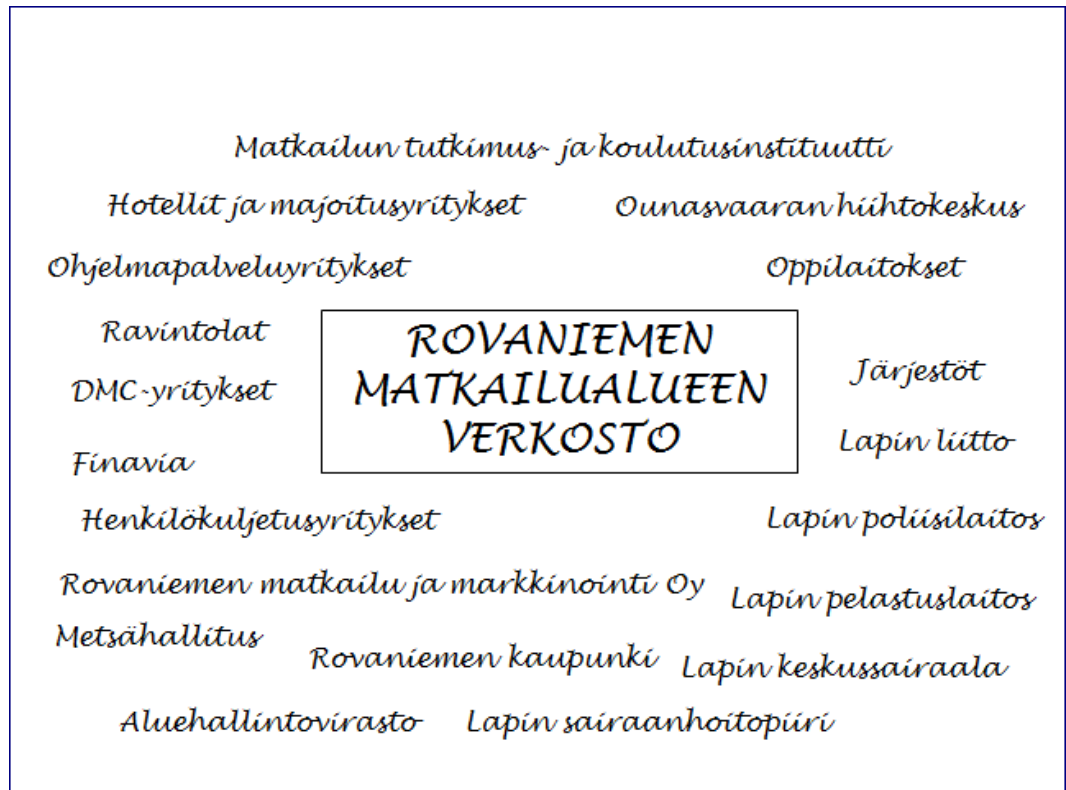 Matkailun tutkimus- ja koulutusinstituutti
Hotellit ja majoitusyritykset
Ounasvaaran hiihtokeskus
Ohjelmapalveluyritykset
Oppilaitokset
Ravintolat
ROVANIEMEN
MATKAILUALUEEN
VERKOSTO
Järjestöt
DMC-yritykset
Lapin liitto
Finavia
Henkilökuljetusyritykset
Lapin poliisilaitos
Rovaniemen matkailu ja markkinointi Oy
Lapin pelastuslaitos
Metsähallitus
Rovaniemen kaupunki
Lapin keskussairaala
Aluehallintovirasto
Lapin sairaanhoitopiiri